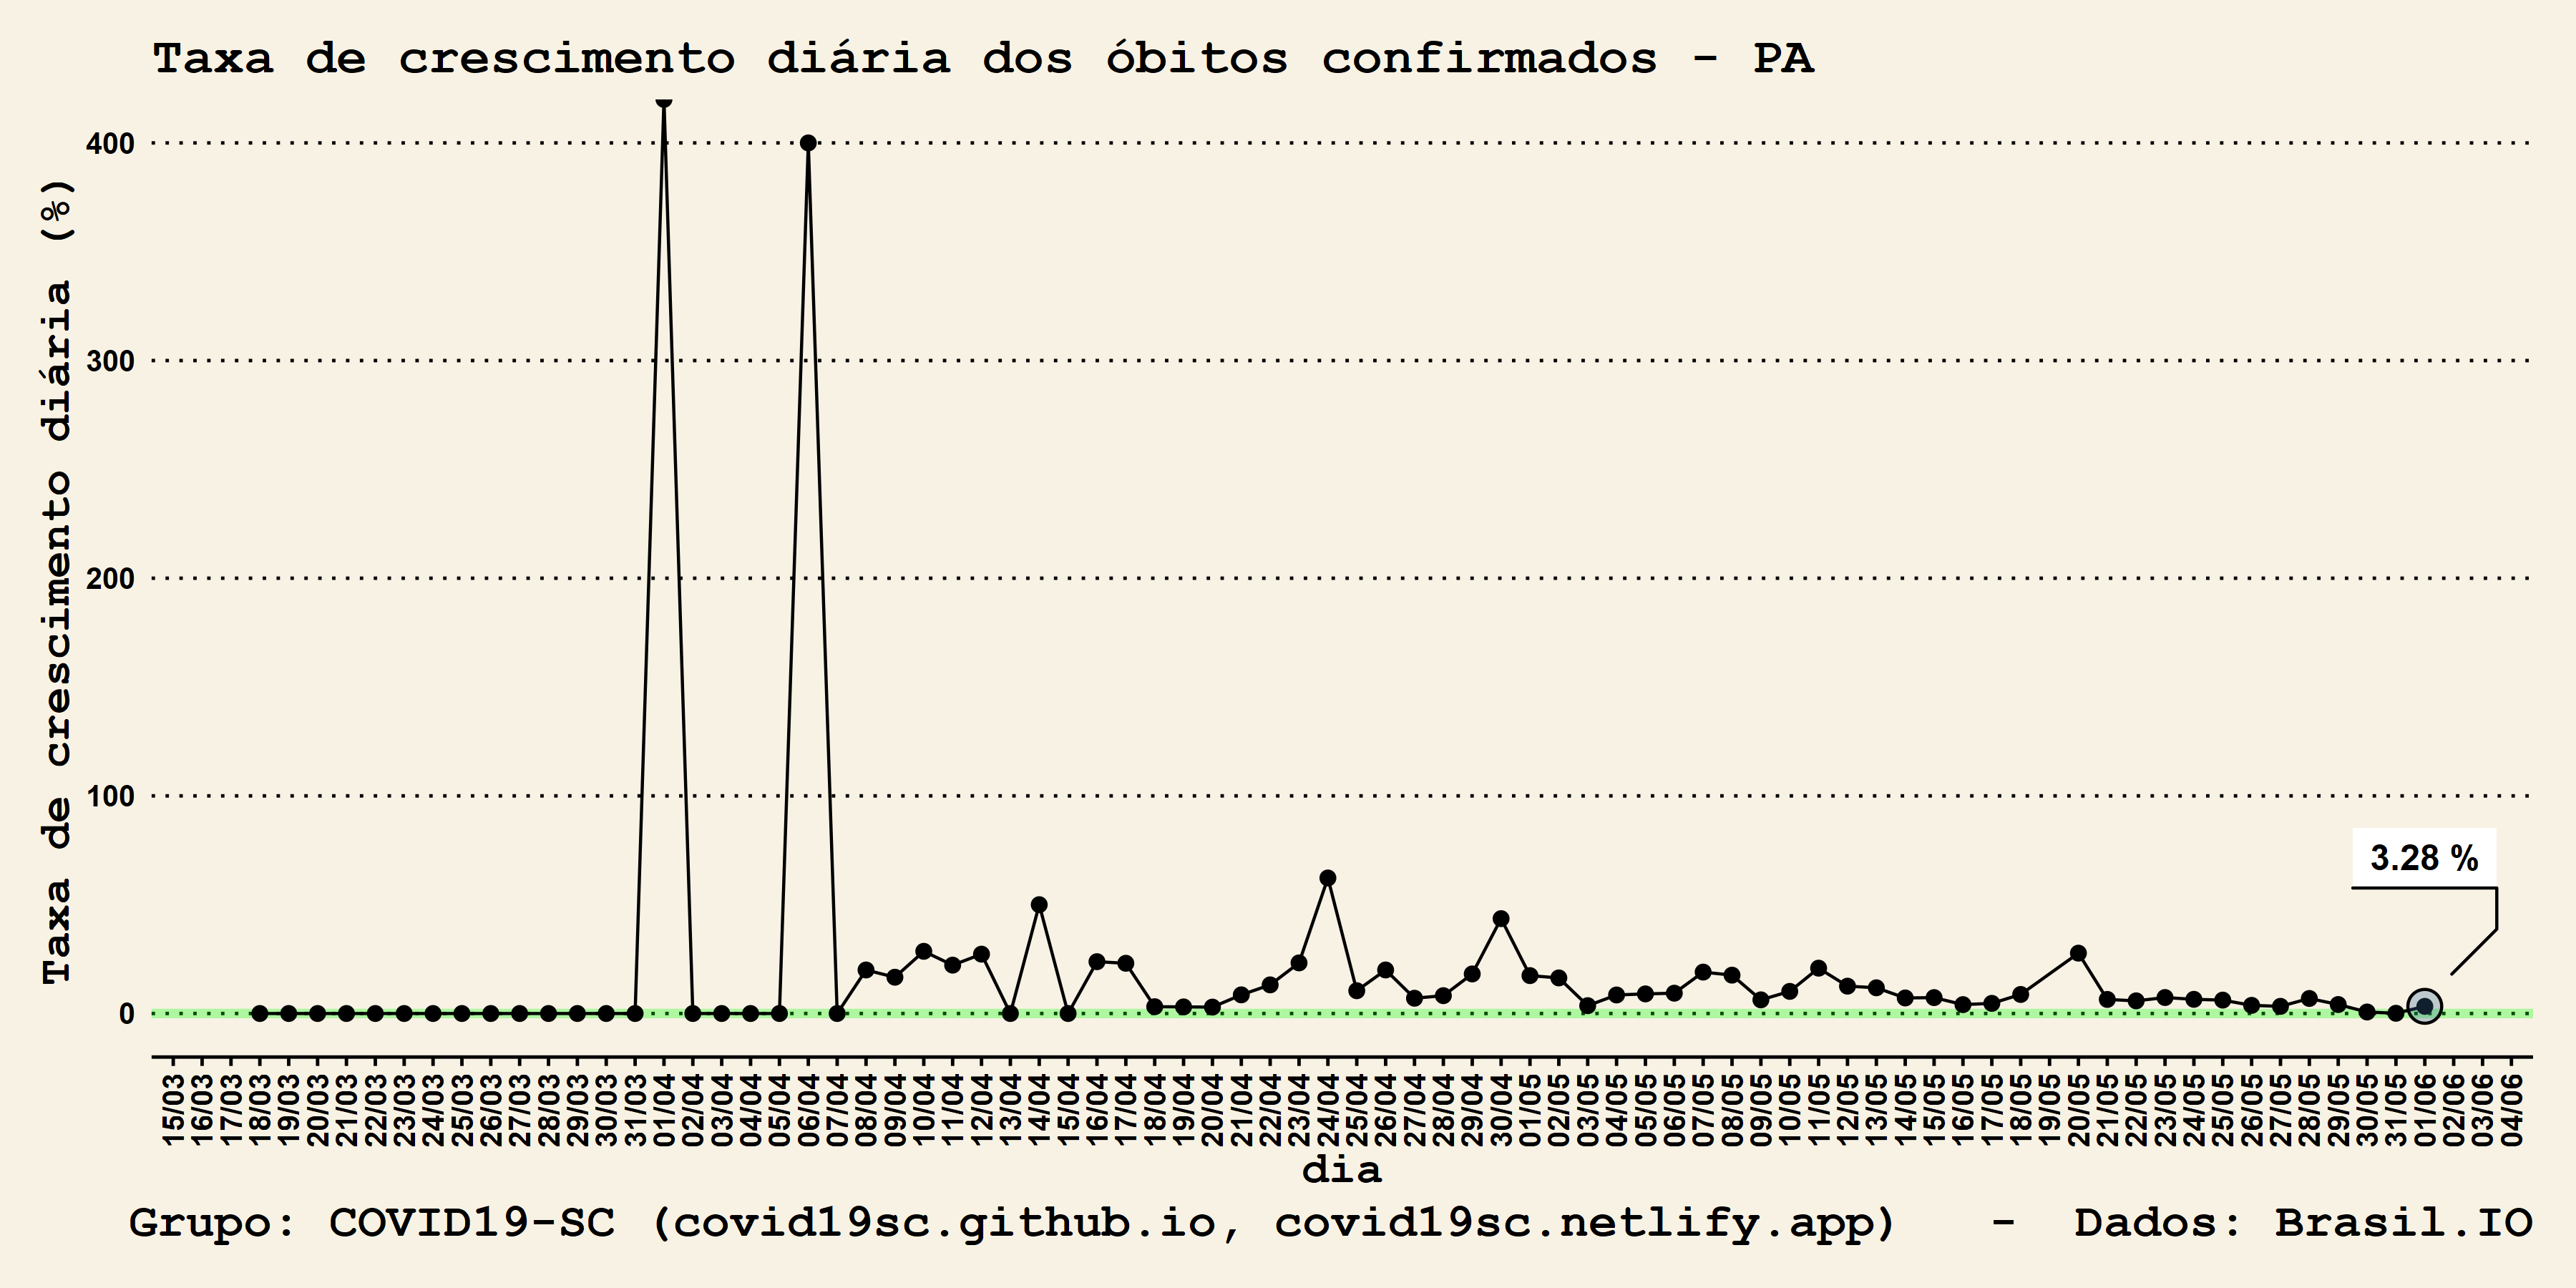 Taxa de crescimento diária dos óbitos confirmados - PA
Taxa de crescimento diária (%)
400
300
200
100
0
3.28 %
15/03 16/03 17/03 18/03 19/03 20/03 21/03 22/03 23/03 24/03 25/03 26/03 27/03 28/03 29/03 30/03 31/03 01/04 02/04 03/04 04/04 05/04 06/04 07/04 08/04 09/04 10/04 11/04 12/04 13/04 14/04 15/04 16/04 17/04 18/04 19/04 20/04 21/04 22/04 23/04 24/04 25/04 26/04 27/04 28/04 29/04 30/04 01/05 02/05 03/05 04/05 05/05 06/05 07/05 08/05 09/05 10/05 11/05 12/05 13/05 14/05 15/05 16/05 17/05 18/05 19/05 20/05 21/05 22/05 23/05 24/05 25/05 26/05 27/05 28/05 29/05 30/05 31/05 01/06 02/06 03/06 04/06
dia
Grupo: COVID19-SC (covid19sc.github.io, covid19sc.netlify.app) - Dados: Brasil.IO